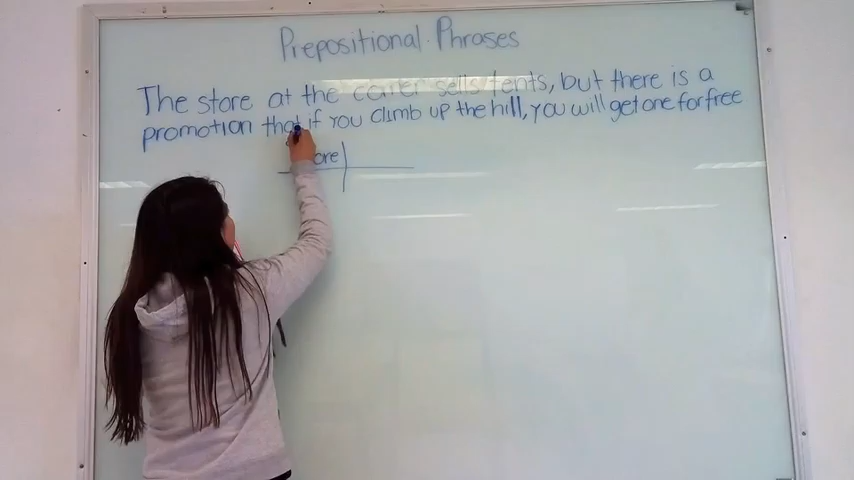 Prepositional Phrases
The store at the corner sells tents, but there is a
promotion that if you climb up the hill, you will get one for free
ore